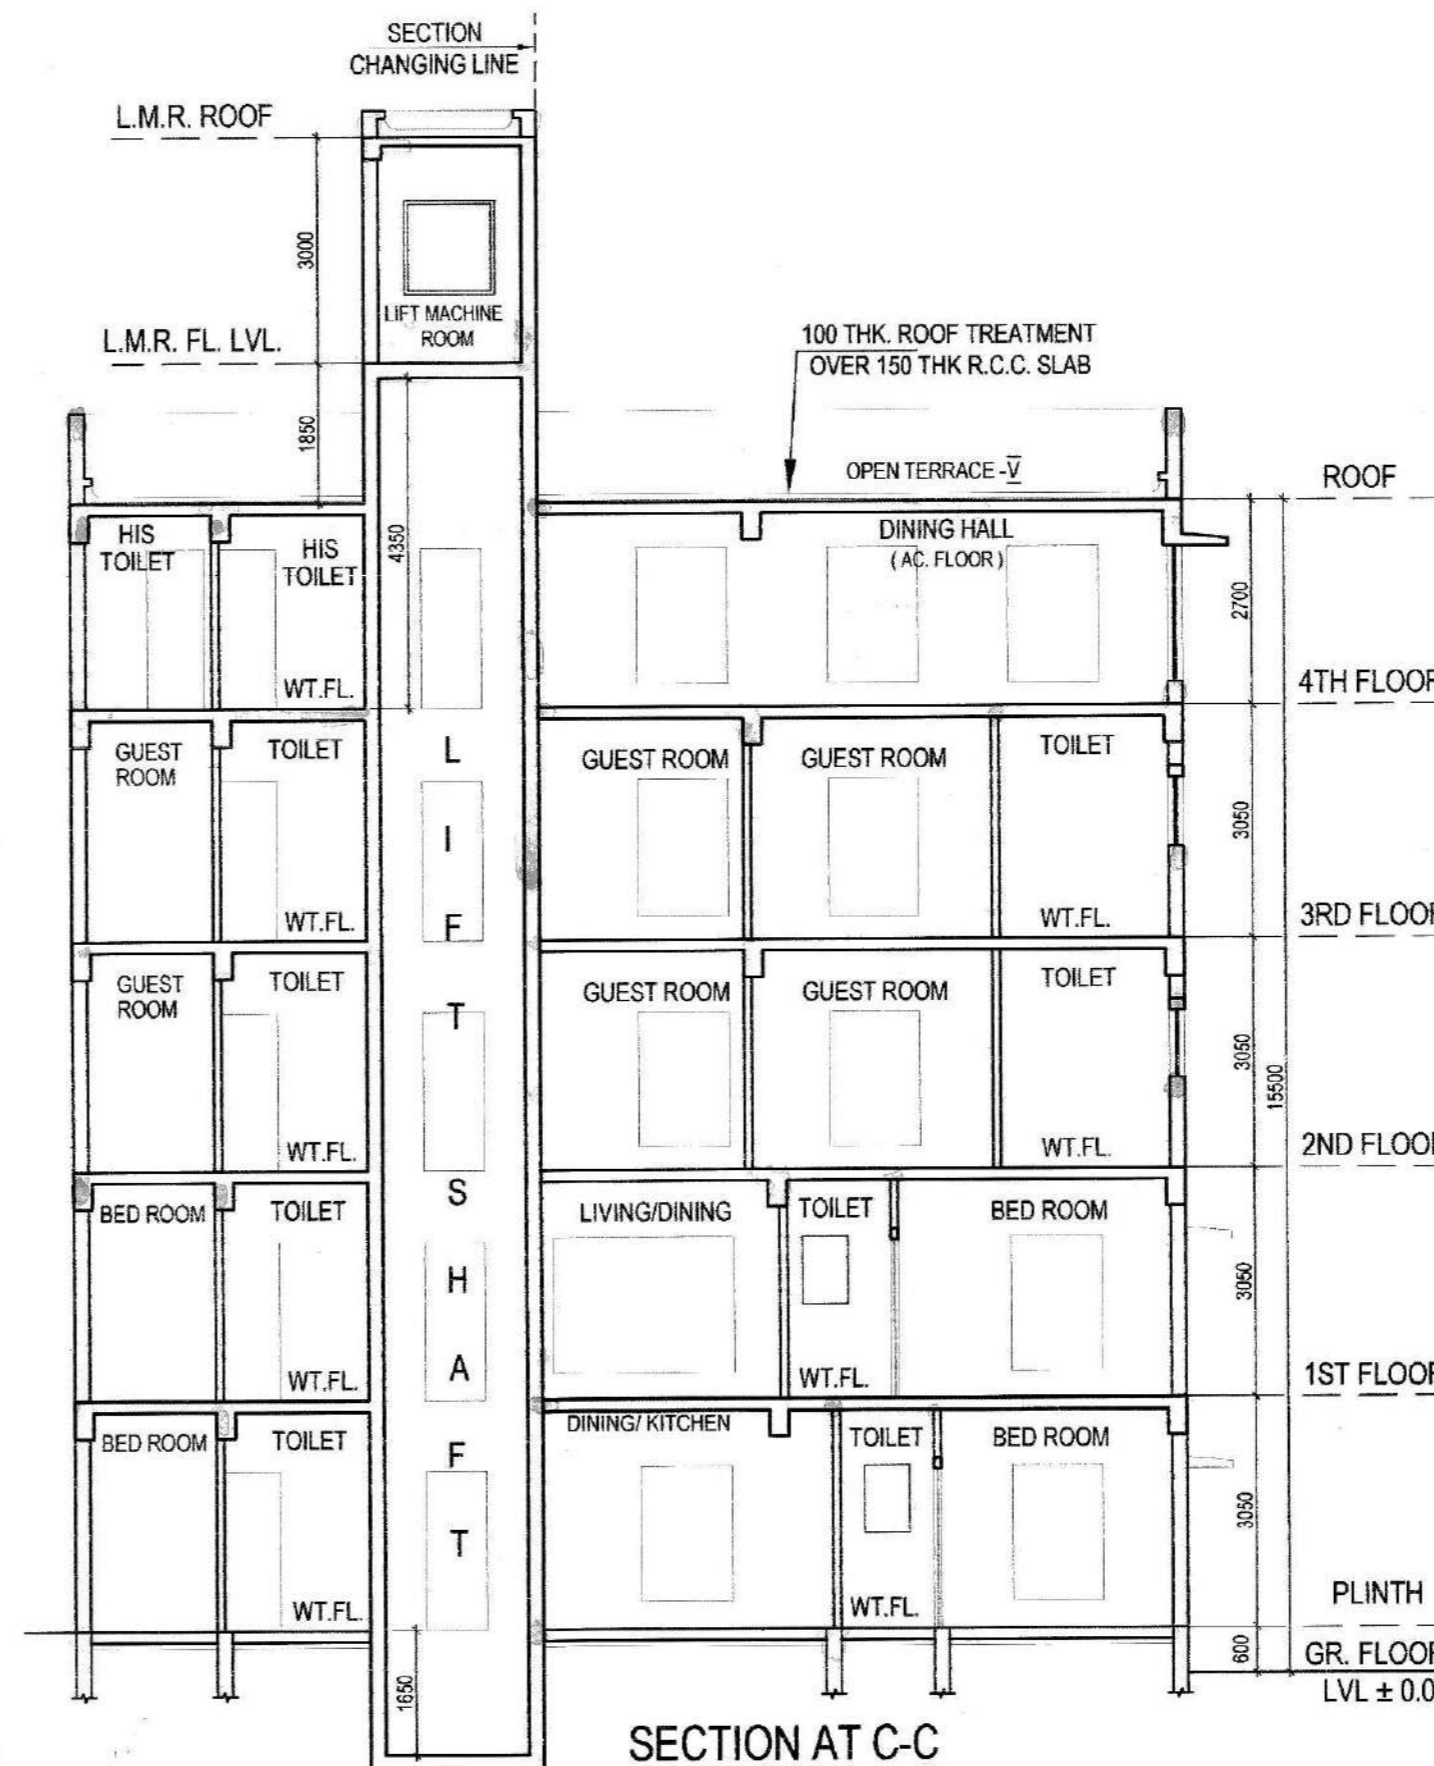 SECTION
CHANGING LINE
L.M.R. ROOF
3000
LIFT MACHINE
ROOM
L.M.R. FL. LVL.
100 THK. ROOF TREATMENT
OVER 150 THK R.C.C. SLAB
1850
OPEN TERRACE - V
ROOF
4350
HIS
TOILET
HIS
TOILET
WT.FL.
DINING HALL
( AC. FLOOR )
2700
4TH FLOOR
GUEST
ROOM
TOILET
WT.FL.
GUEST ROOM
GUEST ROOM
TOILET
WT.FL.
3050
3RD FLOOR
GUEST
ROOM
TOILET
WT.FL.
GUEST ROOM
GUEST ROOM
TOILET
WT.FL.
3050
15500
2ND FLOOR
BED ROOM
TOILET
WT.FL.
LIVING/DINING
TOILET
WT.FL.
BED ROOM
3050
1ST FLOOR
BED ROOM
TOILET
WT.FL.
LIFT SHAFT
DINING/ KITCHEN
TOILET
WT.FL.
BED ROOM
3050
PLINTH
600
GR. FLOOR
LVL ± 0.0
1650
SECTION AT C-C